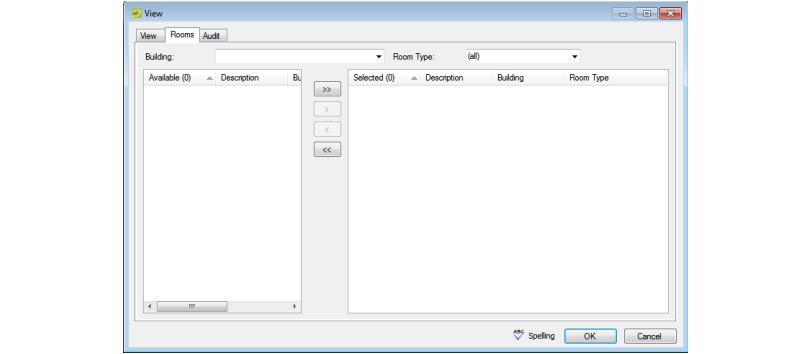 View
View Rooms Audit
Building: Room Type: (all)
Available (0) Description Bu
Selected (0) Description Building Room Type
>>
>
<
<<
ABC Spelling OK Cancel